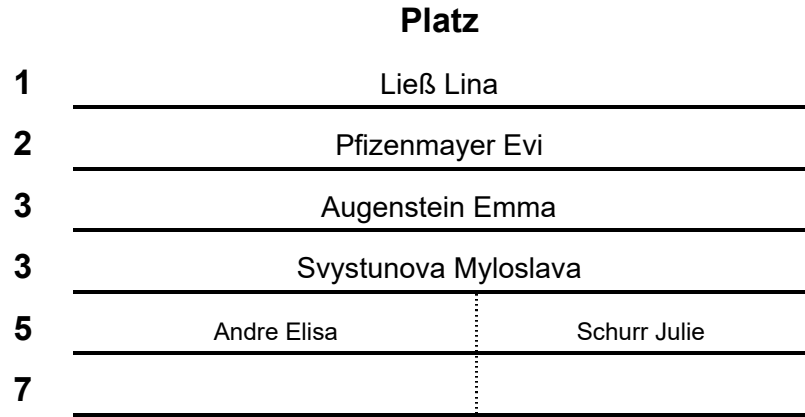 Platz
1 Ließ Lina
2 Pfizenmayer Evi
3 Augenstein Emma
3 Svystunova Myloslava
5 Andre Elisa Schurr Julie
7